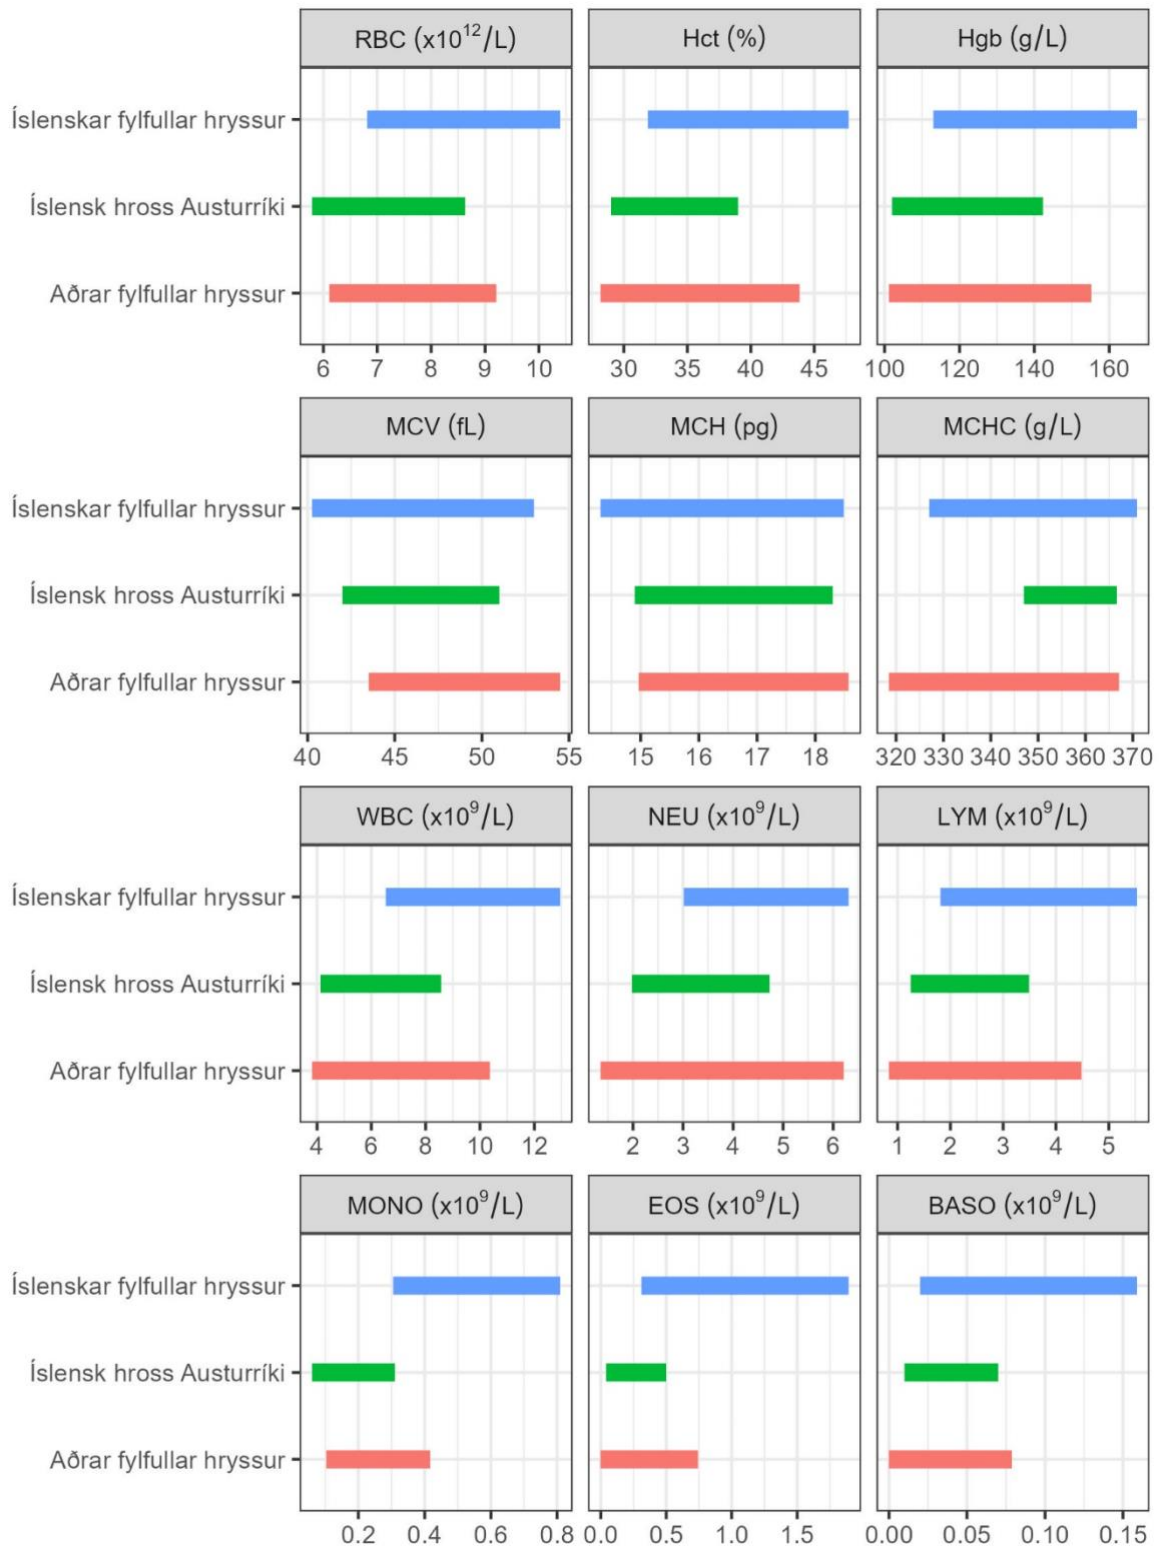 RBC (x10¹²/L) Hct (%) Hgb (g/L)
Íslenskar fylfullar hryssur
Íslensk hross Austurríki
Aðrar fylfullar hryssur
6 7 8 9 10 30 35 40 45 100 120 140 160
MCV (fL) MCH (pg) MCHC (g/L)
Íslenskar fylfullar hryssur
Íslensk hross Austurríki
Aðrar fylfullar hryssur
40 45 50 55 15 16 17 18 320 330 340 350 360 370
WBC (x10⁹/L) NEU (x10⁹/L) LYM (x10⁹/L)
Íslenskar fylfullar hryssur
Íslensk hross Austurríki
Aðrar fylfullar hryssur
4 6 8 10 12 2 3 4 5 6 1 2 3 4 5
MONO (x10⁹/L) EOS (x10⁹/L) BASO (x10⁹/L)
Íslenskar fylfullar hryssur
Íslensk hross Austurríki
Aðrar fylfullar hryssur
0.2 0.4 0.6 0.8 0.0 0.5 1.0 1.5 0.00 0.05 0.10 0.15